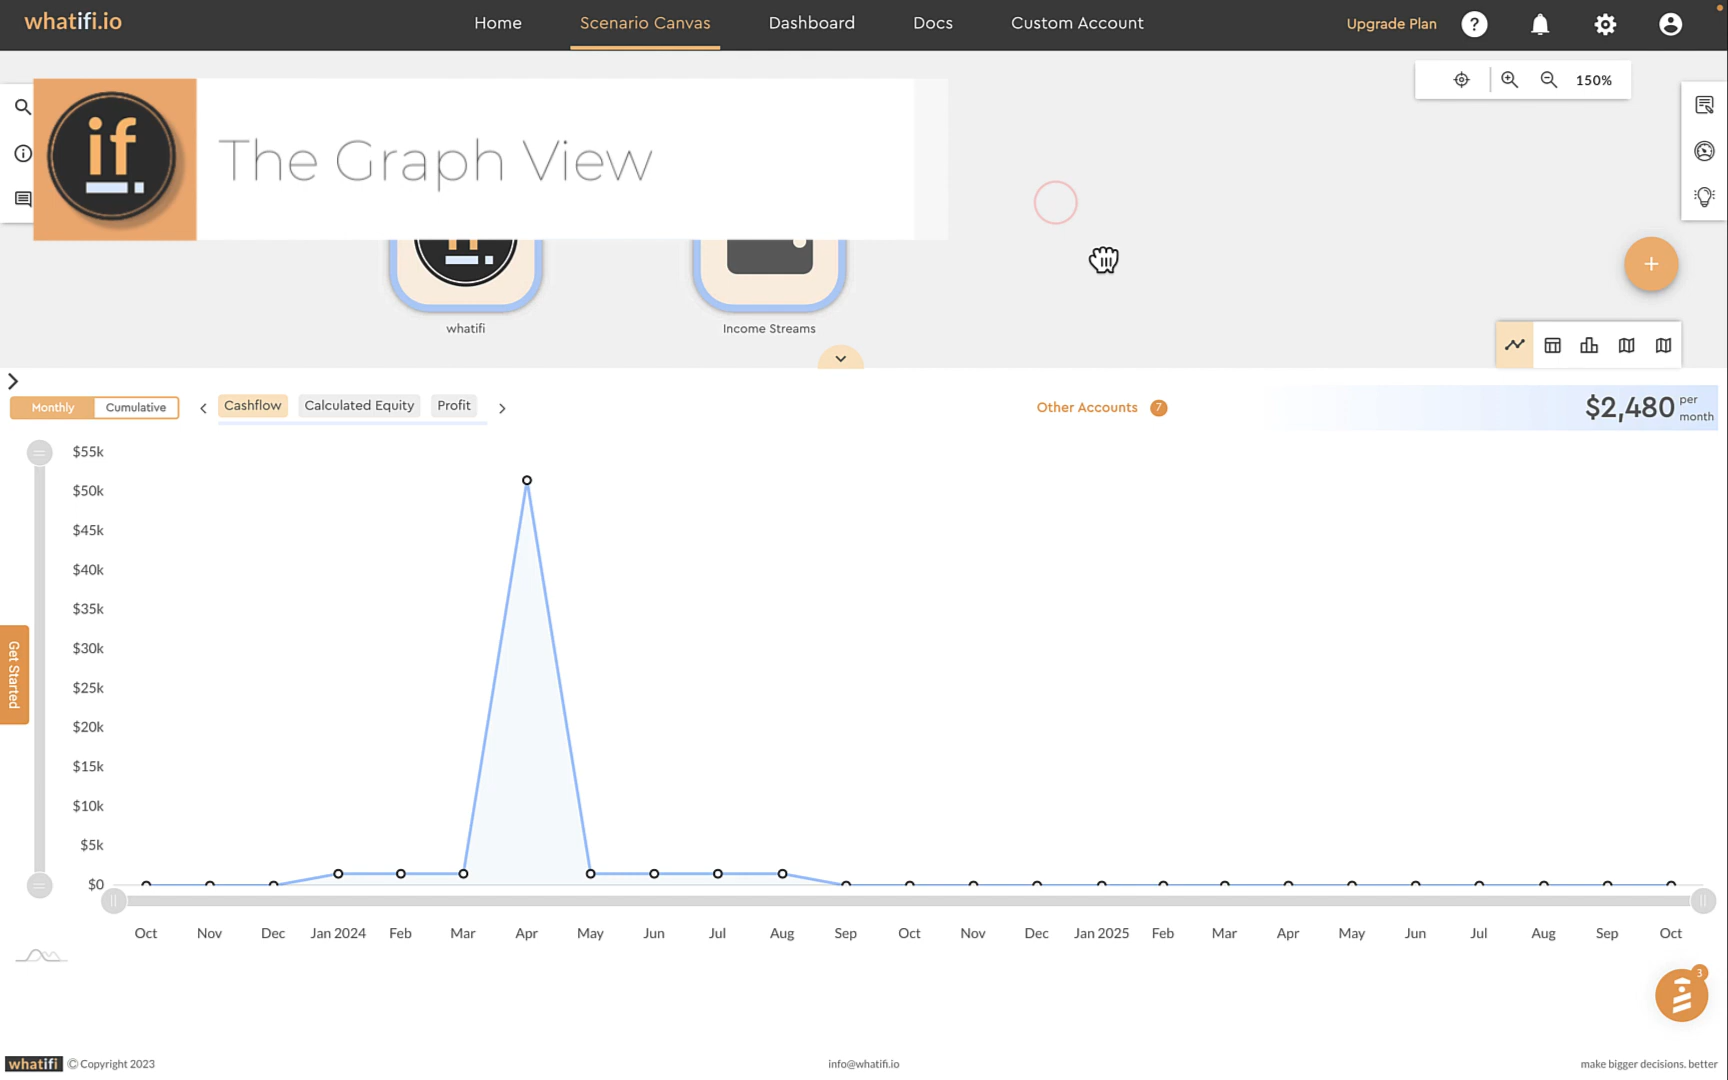 whatifi.io
Home
Scenario Canvas
Dashboard
Docs
Custom Account
Upgrade Plan
?
150%
if
The Graph View
whatifi
Income Streams
+
Monthly
Cumulative
Cashflow
Calculated Equity
Profit
Other Accounts 7
$2,480 per month
$55k
$50k
$45k
$40k
$35k
$30k
$25k
$20k
$15k
$10k
$5k
$0
Get Started
Oct
Nov
Dec
Jan 2024
Feb
Mar
Apr
May
Jun
Jul
Aug
Sep
Oct
Nov
Dec
Jan 2025
Feb
Mar
Apr
May
Jun
Jul
Aug
Sep
Oct
3
whatifi © Copyright 2023
info@whatifi.io
make bigger decisions. better